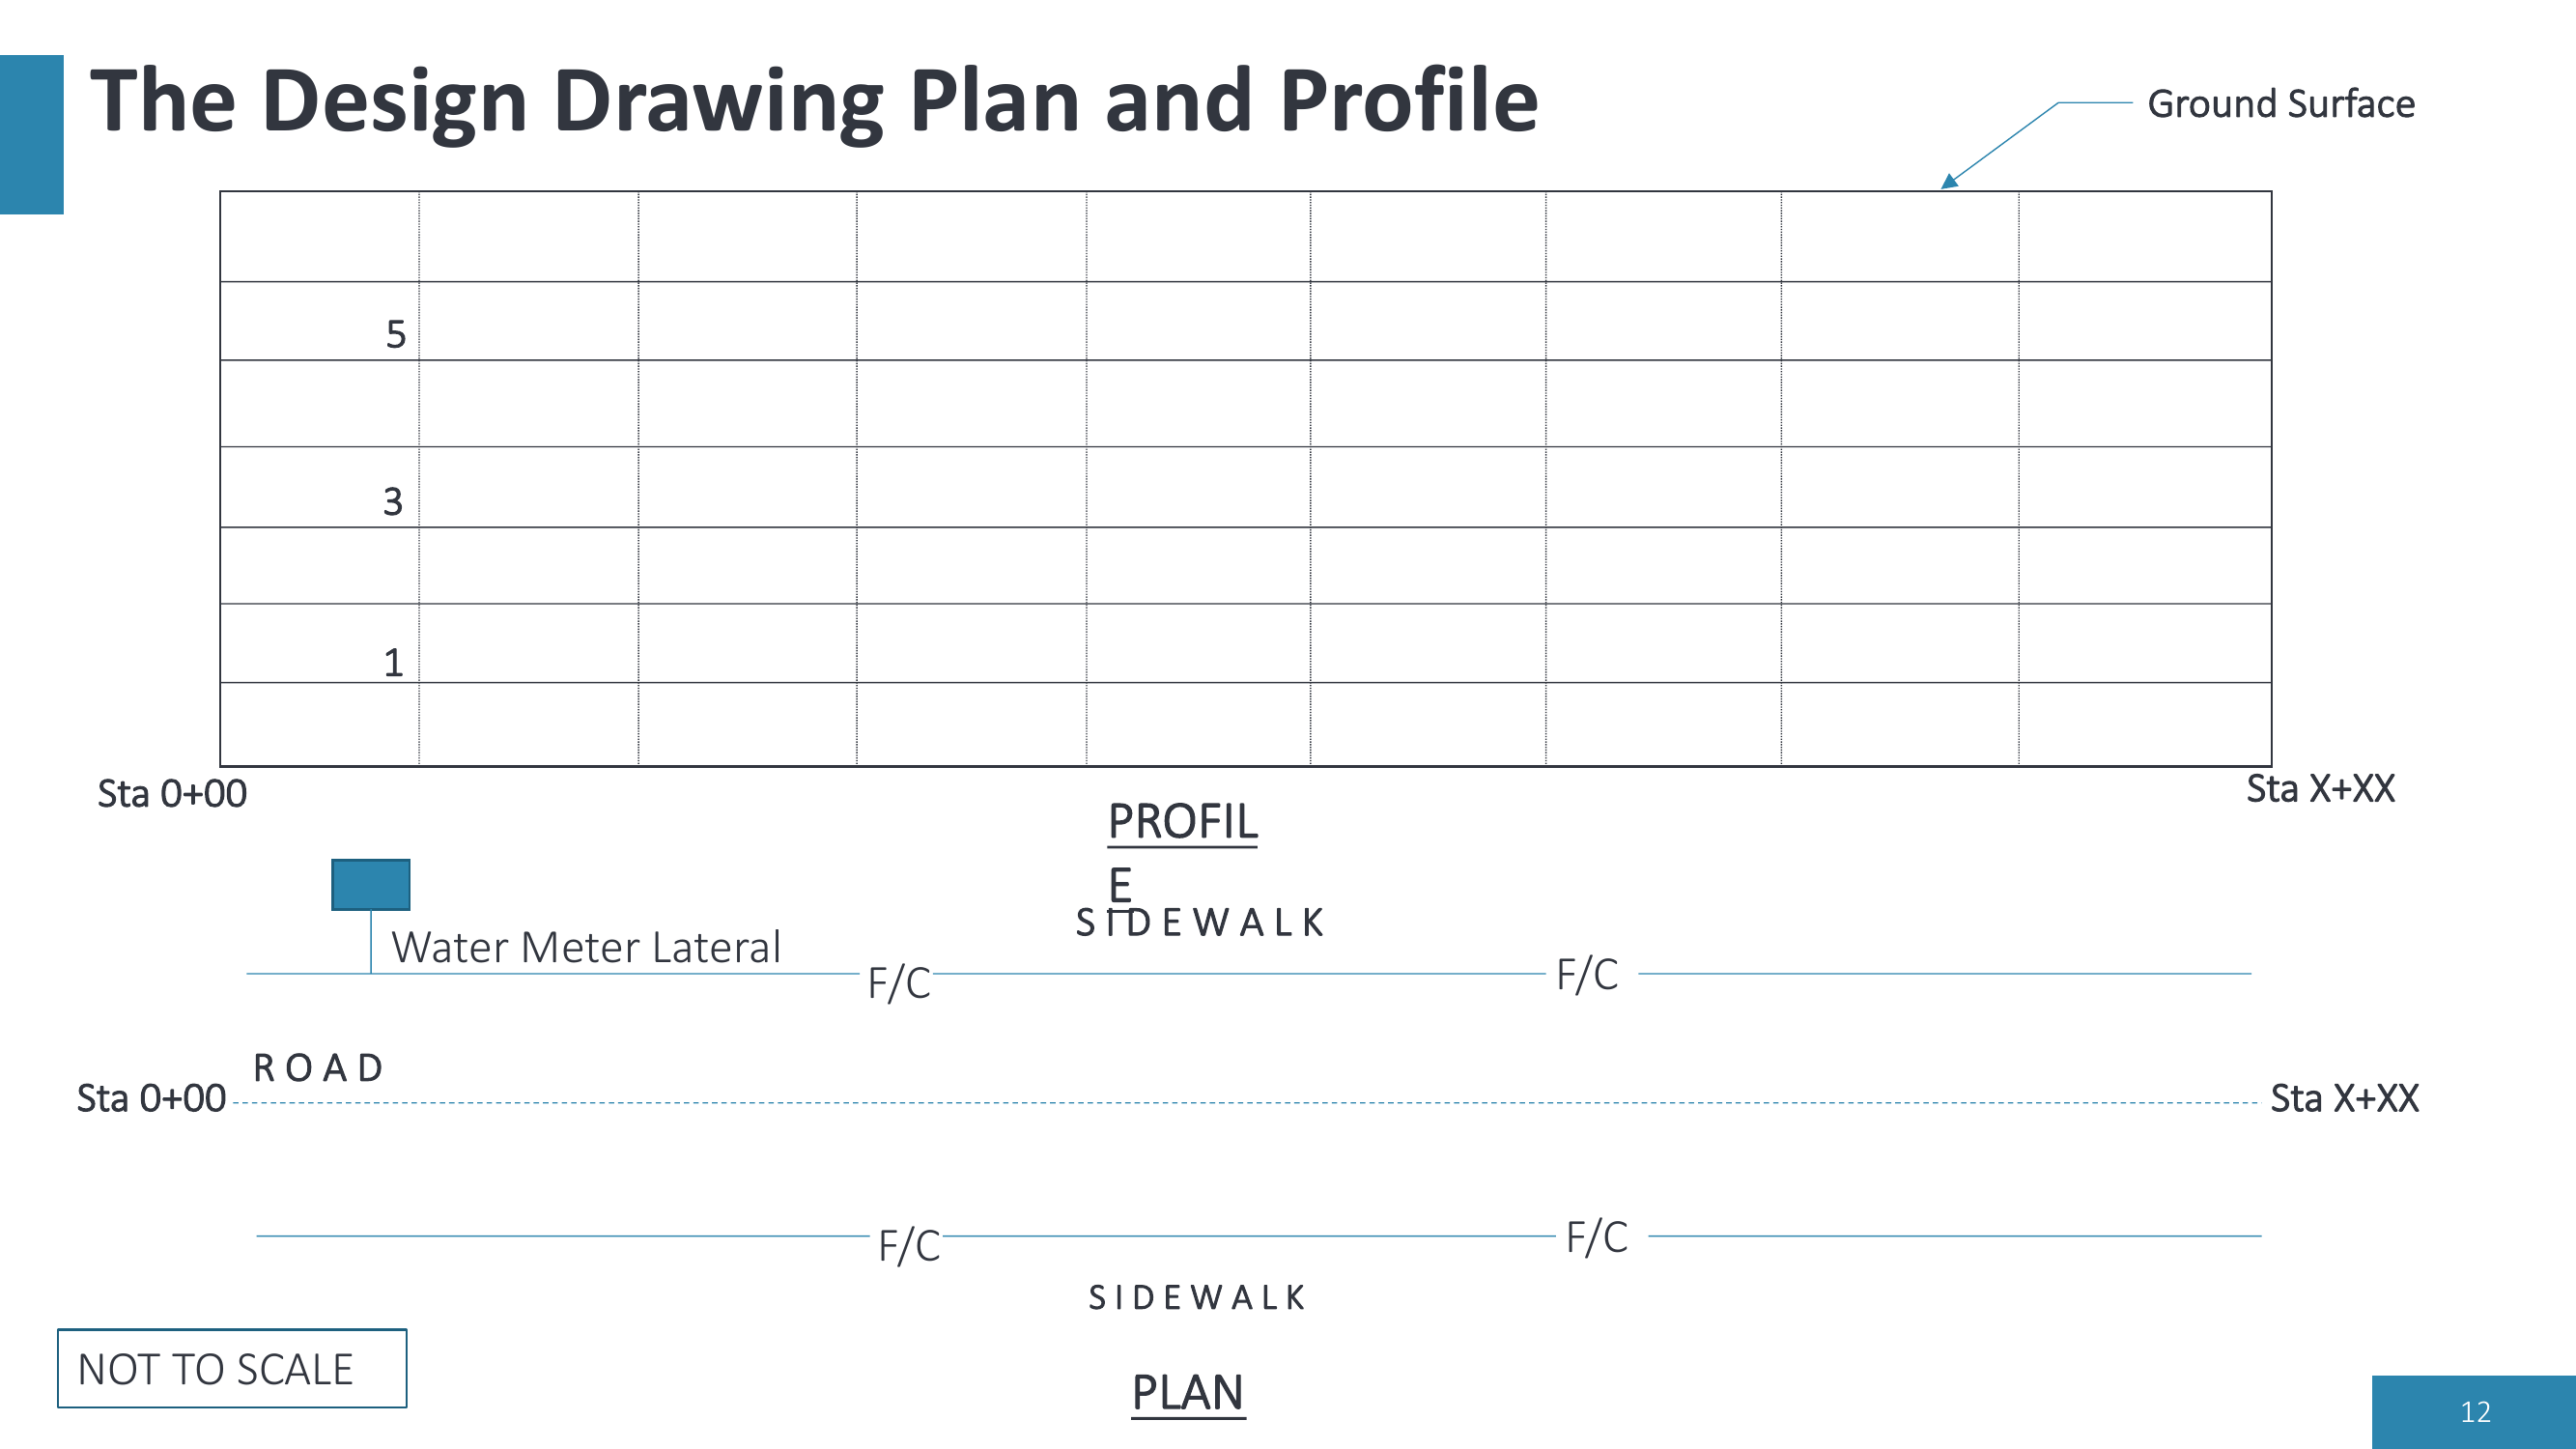 The Design Drawing Plan and Profile
Ground Surface
5
3
1
Sta 0+00
Sta X+XX
PROFIL
E
SIDEWALK
Water Meter Lateral
F/C
F/C
ROAD
Sta 0+00
Sta X+XX
F/C
F/C
SIDEWALK
NOT TO SCALE
PLAN
12